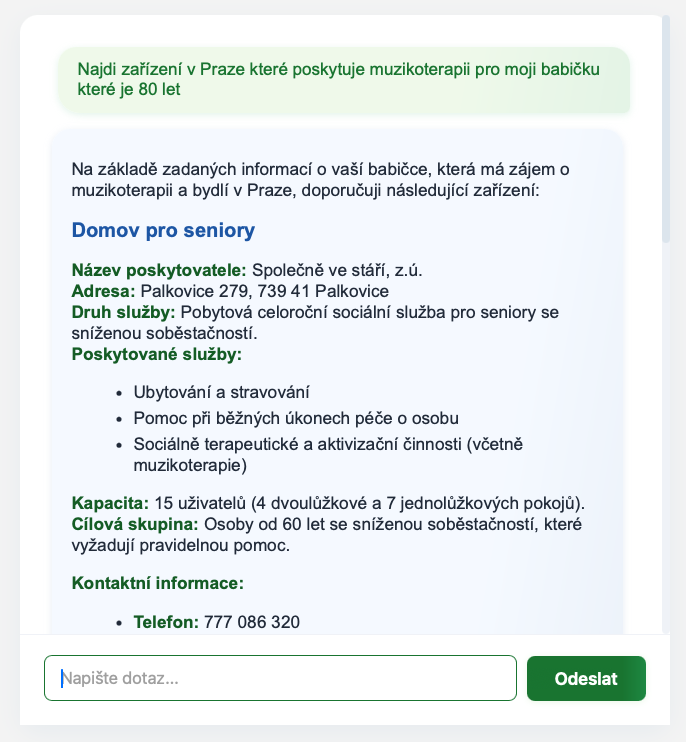 Najdi zařízení v Praze které poskytuje muzikoterapii pro moji babičku
které je 80 let
Na základě zadaných informací o vaší babičce, která má zájem o
muzikoterapii a bydlí v Praze, doporučuji následující zařízení:
Domov pro seniory
Název poskytovatele: Společně ve stáří, z.ú.
Adresa: Palkovice 279, 739 41 Palkovice
Druh služby: Pobytová celoroční sociální služba pro seniory se
sníženou soběstačností.
Poskytované služby:
• Ubytování a stravování
• Pomoc při běžných úkonech péče o osobu
• Sociálně terapeutické a aktivizační činnosti (včetně
muzikoterapie)
Kapacita: 15 uživatelů (4 dvoulůžkové a 7 jednolůžkových pokojů).
Cílová skupina: Osoby od 60 let se sníženou soběstačností, které
vyžadují pravidelnou pomoc.
Kontaktní informace:
• Telefon: 777 086 320
Napište dotaz...
Odeslat